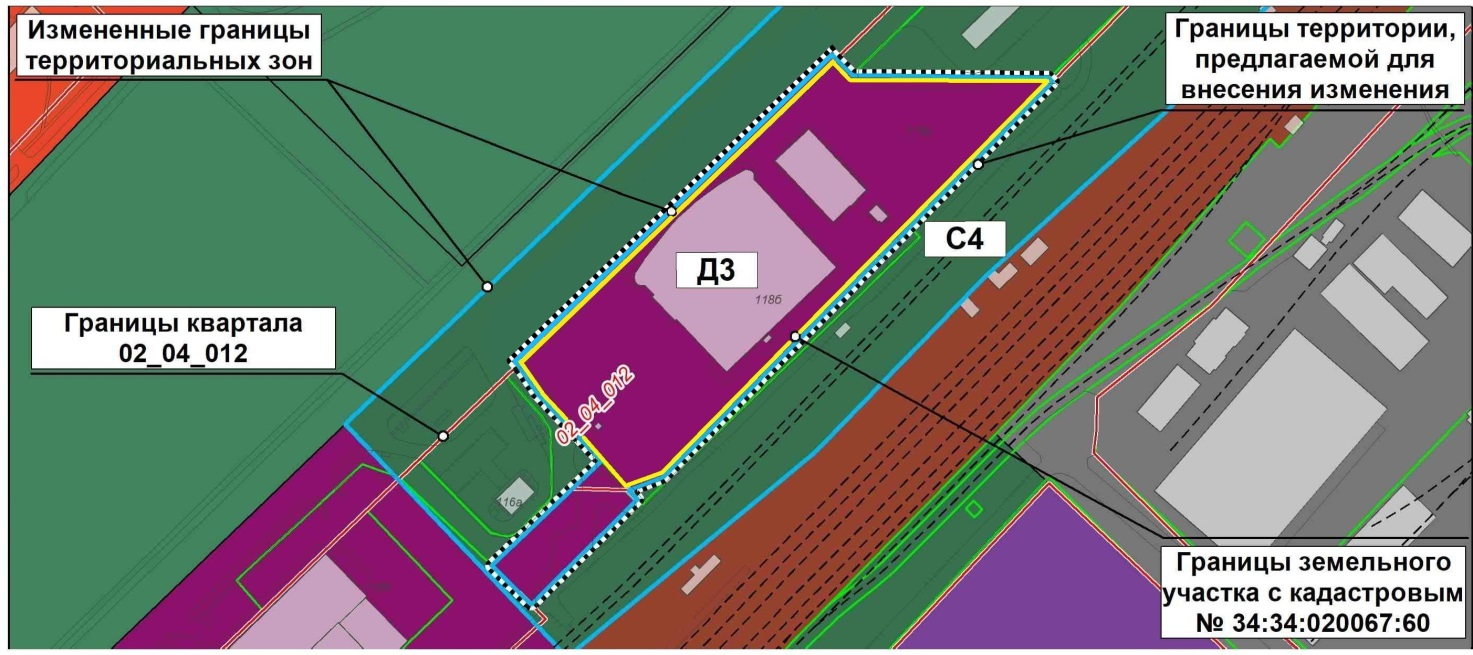 Измененные границы
территориальных зон
Границы территории,
предлагаемой для
внесения изменения
С4
Д3
118б
Границы квартала
02_04_012
02_04_012
116а
Границы земельного
участка с кадастровым
№ 34:34:020067:60